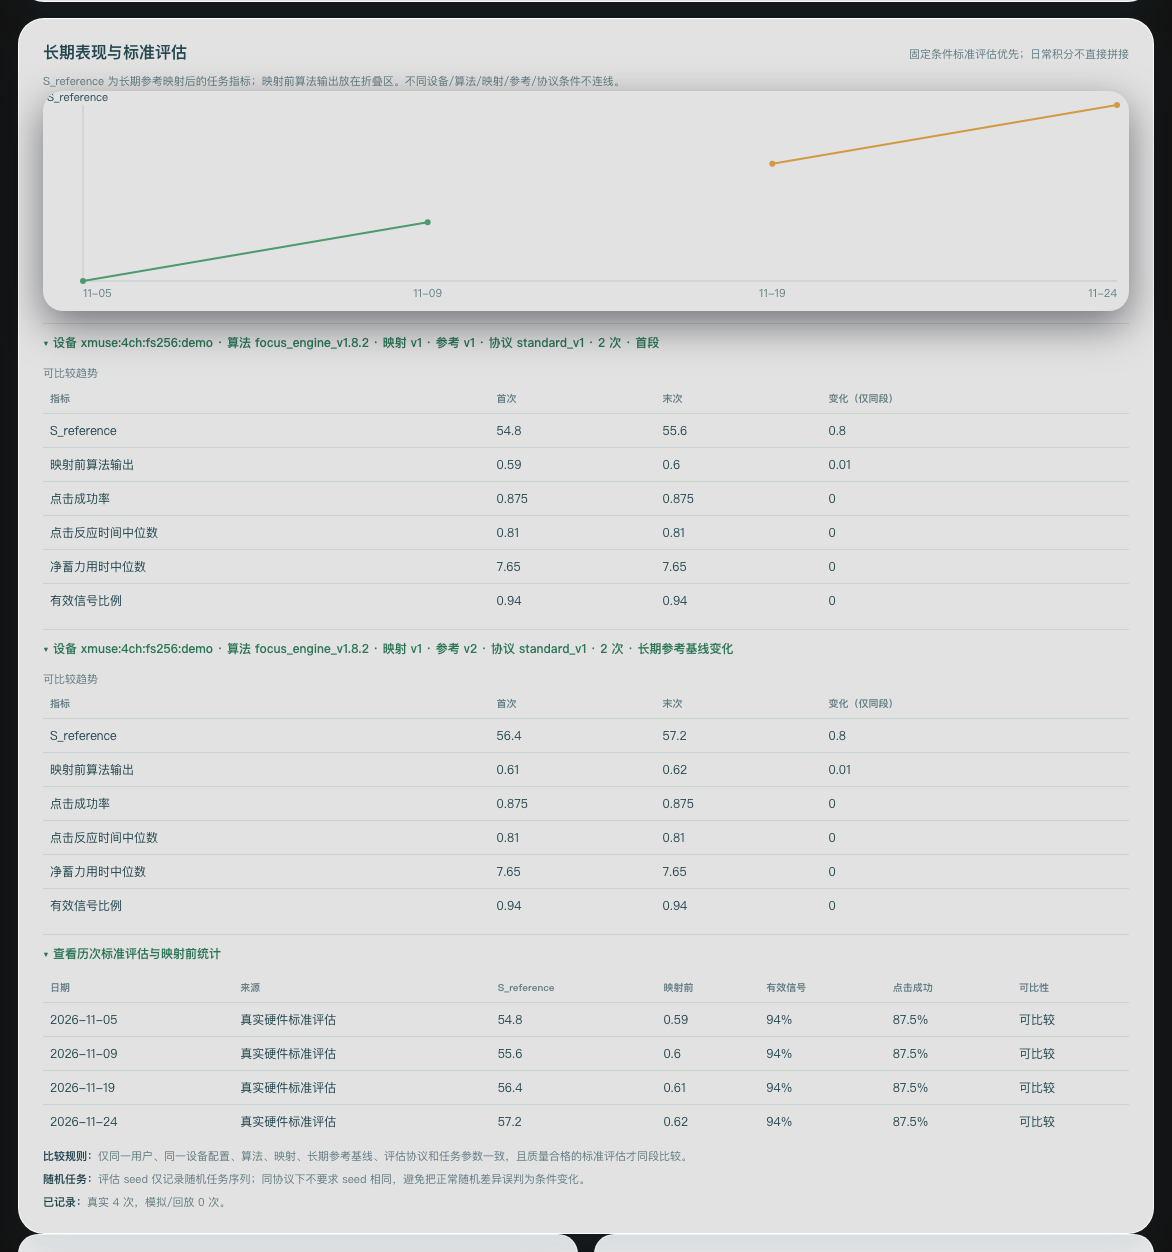 长期表现与标准评估
固定条件标准评估优先；日常积分不直接拼接
S_reference 为长期参考映射后的任务指标；映射前算法输出放在折叠区。不同设备/算法/映射/参考/协议条件不连线。
S_reference
11-05 11-09 11-19 11-24
▾ 设备 xmuse:4ch:fs256:demo · 算法 focus_engine_v1.8.2 · 映射 v1 · 参考 v1 · 协议 standard_v1 · 2 次 · 首段
可比较趋势
指标 首次 末次 变化（仅同段）
S_reference 54.8 55.6 0.8
映射前算法输出 0.59 0.6 0.01
点击成功率 0.875 0.875 0
点击反应时间中位数 0.81 0.81 0
净蓄力用时中位数 7.65 7.65 0
有效信号比例 0.94 0.94 0
▾ 设备 xmuse:4ch:fs256:demo · 算法 focus_engine_v1.8.2 · 映射 v1 · 参考 v2 · 协议 standard_v1 · 2 次 · 长期参考基线变化
可比较趋势
指标 首次 末次 变化（仅同段）
S_reference 56.4 57.2 0.8
映射前算法输出 0.61 0.62 0.01
点击成功率 0.875 0.875 0
点击反应时间中位数 0.81 0.81 0
净蓄力用时中位数 7.65 7.65 0
有效信号比例 0.94 0.94 0
▾ 查看历次标准评估与映射前统计
日期 来源 S_reference 映射前 有效信号 点击成功 可比性
2026-11-05 真实硬件标准评估 54.8 0.59 94% 87.5% 可比较
2026-11-09 真实硬件标准评估 55.6 0.6 94% 87.5% 可比较
2026-11-19 真实硬件标准评估 56.4 0.61 94% 87.5% 可比较
2026-11-24 真实硬件标准评估 57.2 0.62 94% 87.5% 可比较
比较规则：仅同一用户、同一设备配置、算法、映射、长期参考基线、评估协议和任务参数一致，且质量合格的标准评估才同段比较。
随机任务：评估 seed 仅记录随机任务序列；同协议下不要求 seed 相同，避免把正常随机差异误判为条件变化。
已记录：真实 4 次，模拟/回放 0 次。